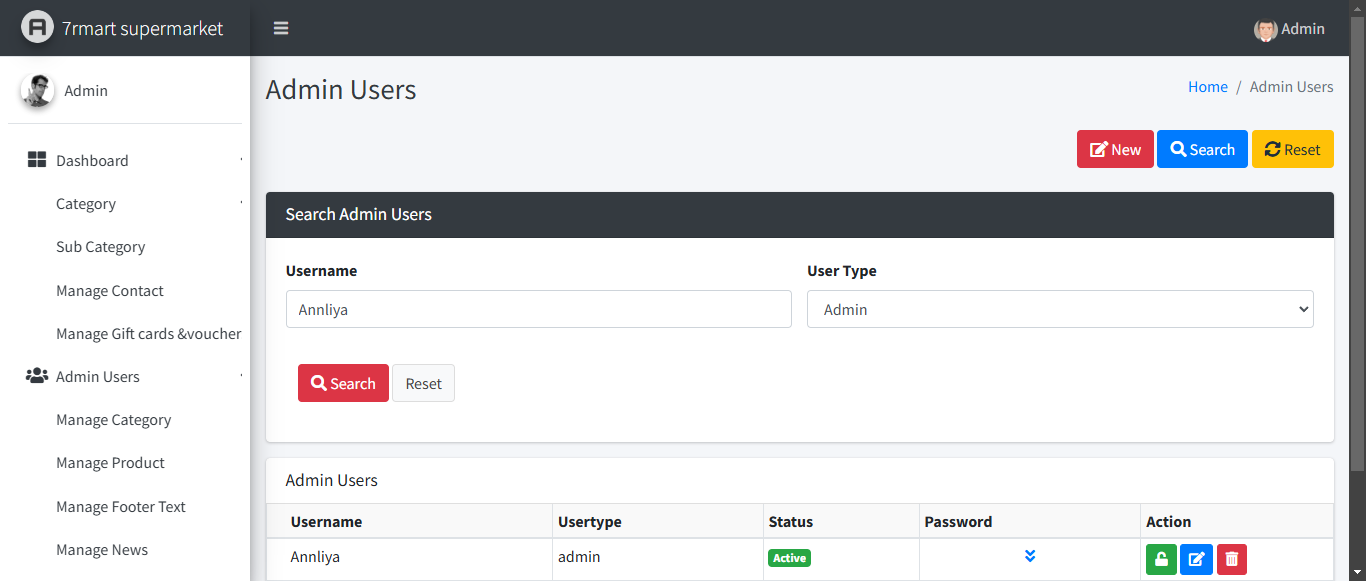 7rmart supermarket
Admin
Admin
Admin Users
Home / Admin Users
New Search Reset
Dashboard
Category
Sub Category
Manage Contact
Manage Gift cards &voucher
Admin Users
Manage Category
Manage Product
Manage Footer Text
Manage News
Search Admin Users
Username User Type
Annliya Admin
Search Reset
Admin Users
Username Usertype Status Password Action
Annliya admin Active